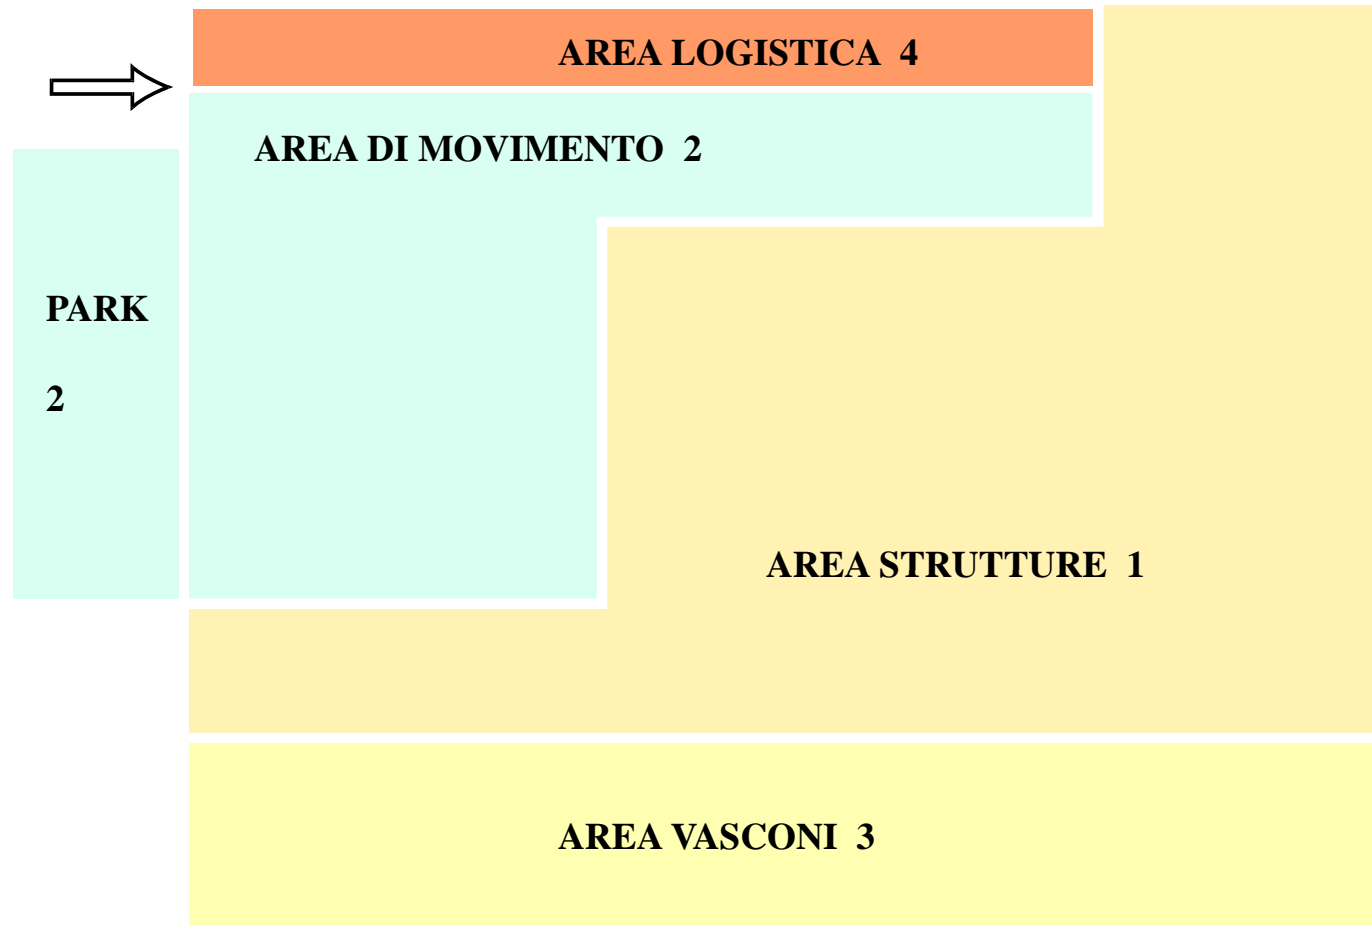 AREA LOGISTICA 4
AREA DI MOVIMENTO 2
PARK
2
AREA STRUTTURE 1
AREA VASCONI 3